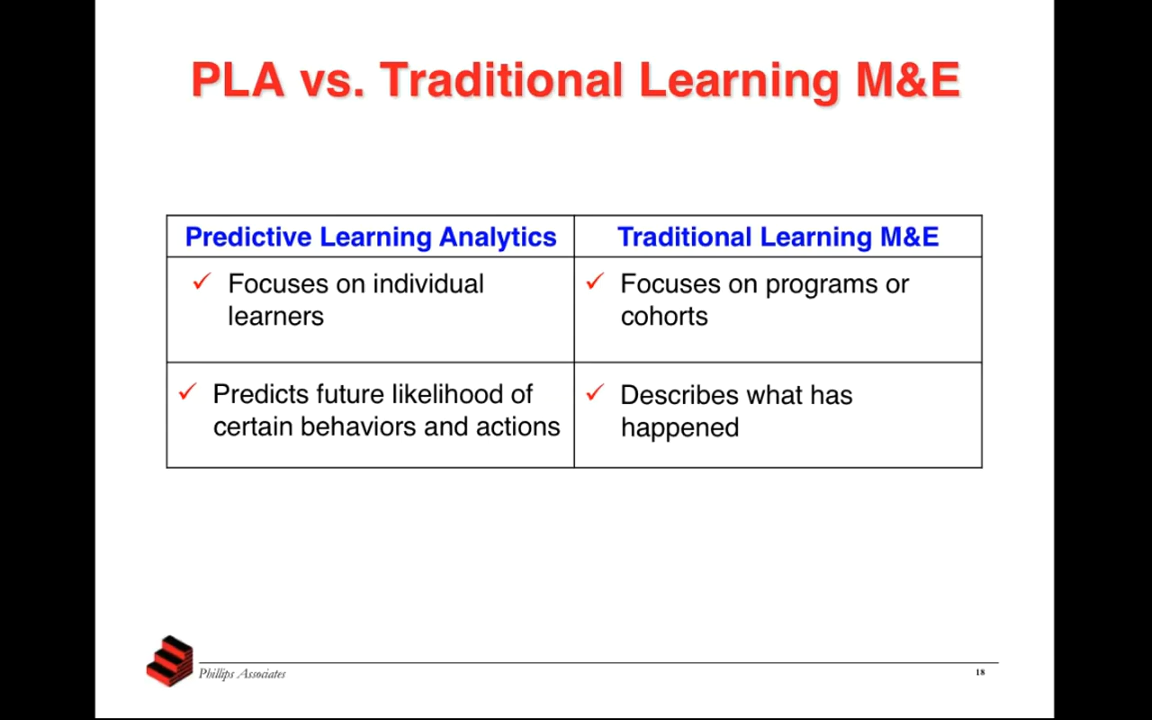 PLA vs. Traditional Learning M&E
Predictive Learning Analytics
Traditional Learning M&E
Focuses on individual
learners
Focuses on programs or
cohorts
Predicts future likelihood of
certain behaviors and actions
Describes what has
happened
Phillips Associates
18